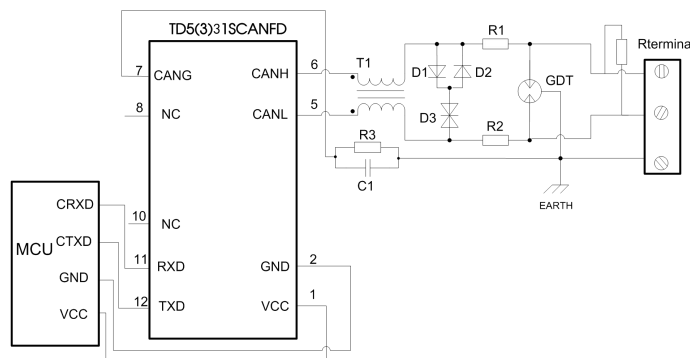 TD5(3)31SCANFD
7 CANG
CANH 6
8 NC
CANL 5
10 NC
11 RXD
GND 2
12 TXD
VCC 1
MCU
CRXD
CTXD
GND
VCC
T1
D1
D2
D3
R1
R2
R3
C1
GDT
EARTH
Rtermina